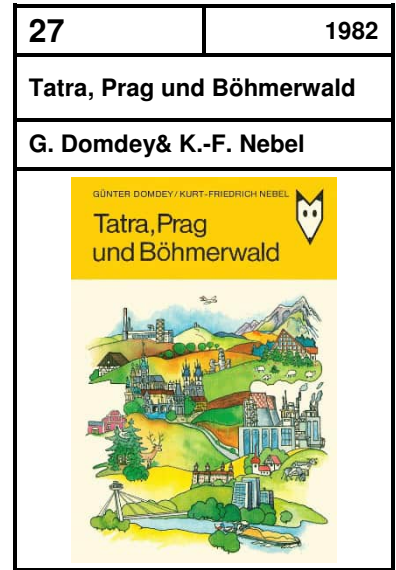 27
1982
Tatra, Prag und Böhmerwald
G. Domdey& K.-F. Nebel
GÜNTER DOMDEY/KURT-FRIEDRICH NEBEL
Tatra,Prag
und Böhmerwald